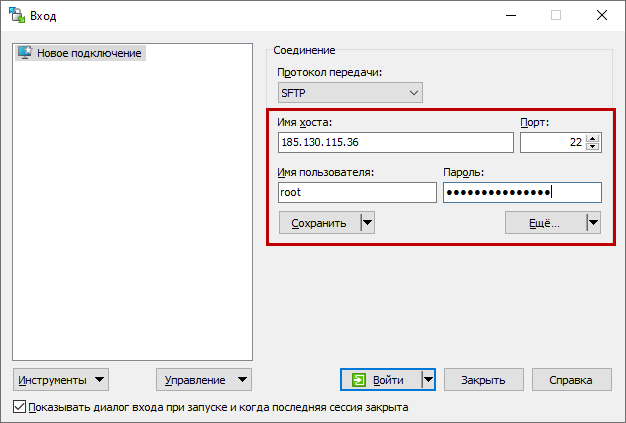 Вход
Новое подключение
Соединение
Протокол передачи:
SFTP
Имя хоста: Порт:
185.130.115.36 22
Имя пользователя: Пароль:
root ●●●●●●●●●●●●●●●
Сохранить Ещё...
Инструменты Управление Войти Закрыть Справка
Показывать диалог входа при запуске и когда последняя сессия закрыта